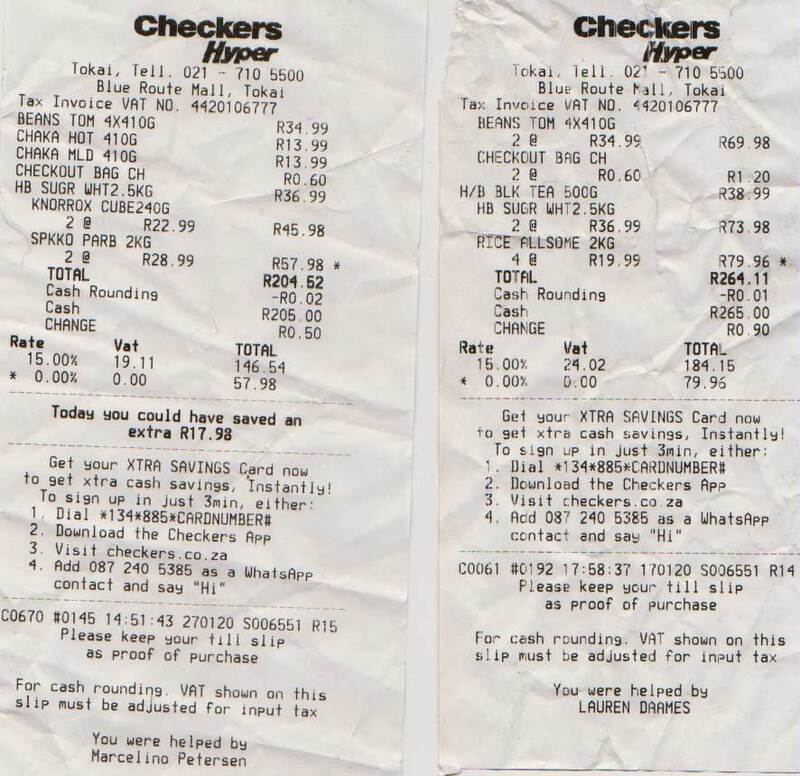 Checkers
Hyper
Tokai, Tell. 021 - 710 5500
Blue Route Mall, Tokai
Tax Invoice VAT NO. 4420106777
BEANS TOM 4X410G R34.99
CHAKA HOT 410G R13.99
CHAKA MLD 410G R13.99
CHECKOUT BAG CH R0.60
HB SUGR WHT2.5KG R36.99
KNORROX CUBE240G
2 @ R22.99 R45.98
SPKKO PARB 2KG
2 @ R28.99 R57.98 *
TOTAL R204.52
Cash Rounding -R0.02
Cash R205.00
CHANGE R0.50
Rate Vat TOTAL
15.00% 19.11 146.54
* 0.00% 0.00 57.98
Today you could have saved an
extra R17.98
Get your XTRA SAVINGS Card now
to get xtra cash savings, Instantly!
To sign up in just 3min, either:
1. Dial *134*885*CARDNUMBER#
2. Download the Checkers App
3. Visit checkers.co.za
4. Add 087 240 5385 as a WhatsApp
contact and say "Hi"
C0670 #0145 14:51:43 270120 S006551 R15
Please keep your till slip
as proof of purchase
For cash rounding. VAT shown on this
slip must be adjusted for input tax
You were helped by
Marcelino Petersen
Checkers
Hyper
Tokai, Tell. 021 - 710 5500
Blue Route Mall, Tokai
Tax Invoice VAT NO. 4420106777
BEANS TOM 4X410G
2 @ R34.99 R69.98
CHECKOUT BAG CH
2 @ R0.60 R1.20
H/B BLK TEA 500G R38.99
HB SUGR WHT2.5KG
2 @ R36.99 R73.98
RICE ALLSOME 2KG
4 @ R19.99 R79.96 *
TOTAL R264.11
Cash Rounding -R0.01
Cash R265.00
CHANGE R0.90
Rate Vat TOTAL
15.00% 24.02 184.15
* 0.00% 0.00 79.96
Get your XTRA SAVINGS Card now
to get xtra cash savings, Instantly!
To sign up in just 3min, either:
1. Dial *134*885*CARDNUMBER#
2. Download the Checkers App
3. Visit checkers.co.za
4. Add 087 240 5385 as a WhatsApp
contact and say "Hi"
C0061 #0192 17:58:37 170120 S006551 R14
Please keep your till slip
as proof of purchase
For cash rounding. VAT shown on this
slip must be adjusted for input tax
You were helped by
LAUREN DAAMES